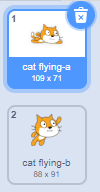 1
cat flying-a
109 x 71
2
cat flying-b
88 x 91